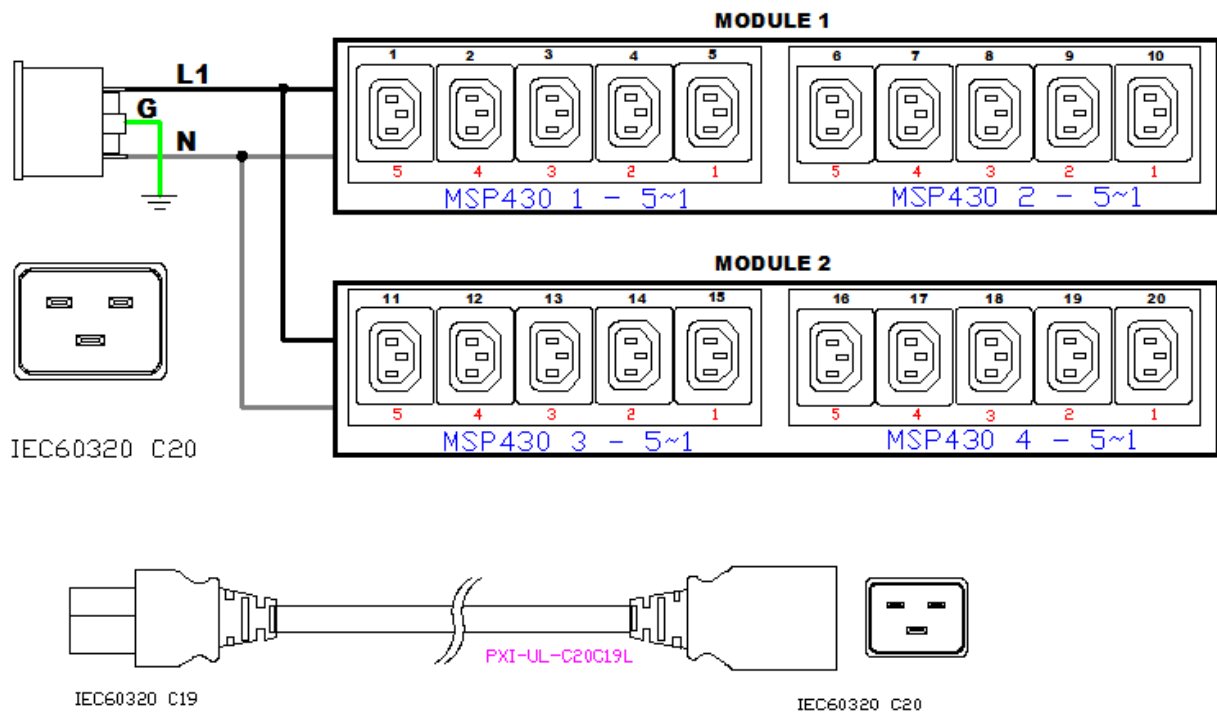 MODULE 1
L1
G
N
1 2 3 4 5 6 7 8 9 10
5 4 3 2 1 5 4 3 2 1
MSP430 1 - 5~1 MSP430 2 - 5~1
MODULE 2
11 12 13 14 15 16 17 18 19 20
5 4 3 2 1 5 4 3 2 1
MSP430 3 - 5~1 MSP430 4 - 5~1
IEC60320 C20
PXI-UL-C20C19L
IEC60320 C19
IEC60320 C20